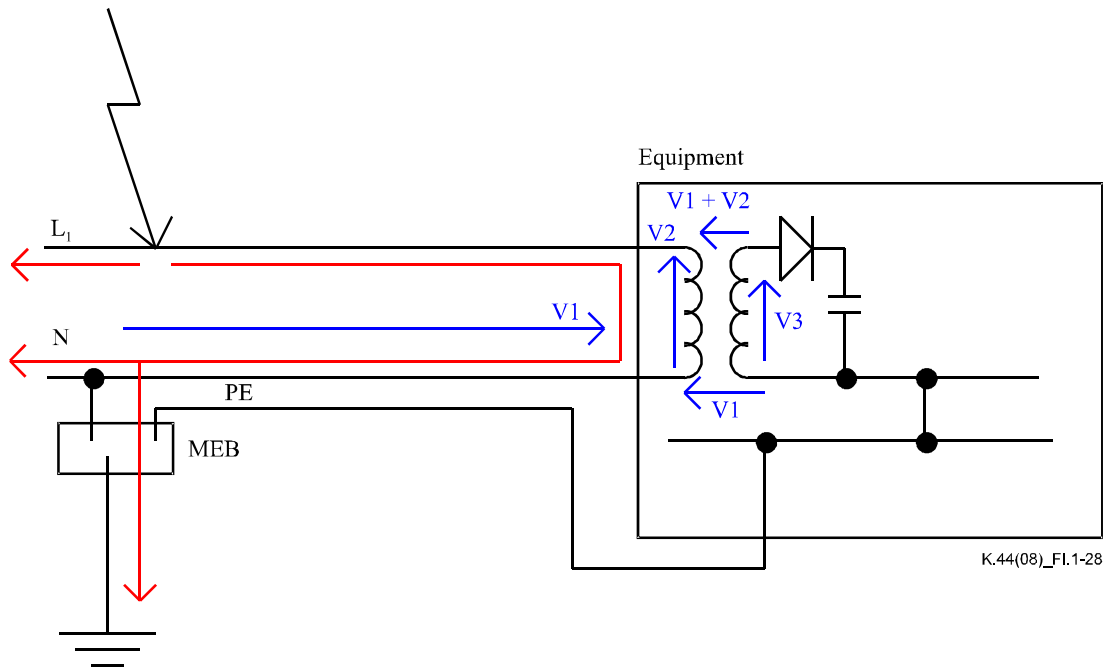 Equipment
V1 + V2
L₁
V2
V1
V3
N
PE
V1
MEB
K.44(08)_FI.1-28